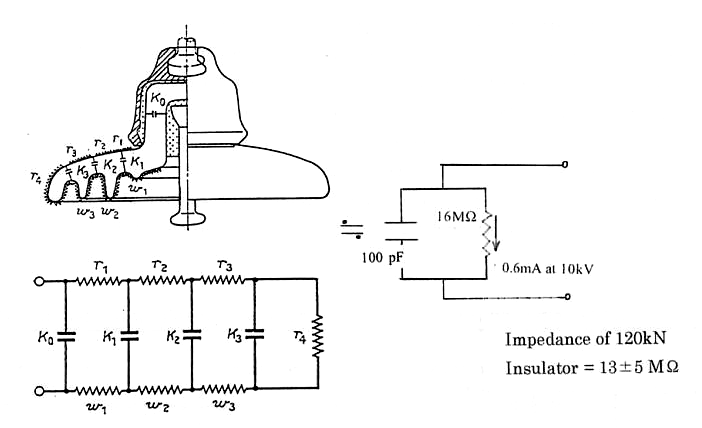 K₀
r₃ r₂ r₁
r₄ K₃ K₂ K₁
w₃ w₂ w₁
r₁ r₂ r₃
K₀ K₁ K₂ K₃ r₄
w₁ w₂ w₃
≒
16MΩ
100 pF
0.6mA at 10kV
Impedance of 120kN
Insulator = 13±5 MΩ